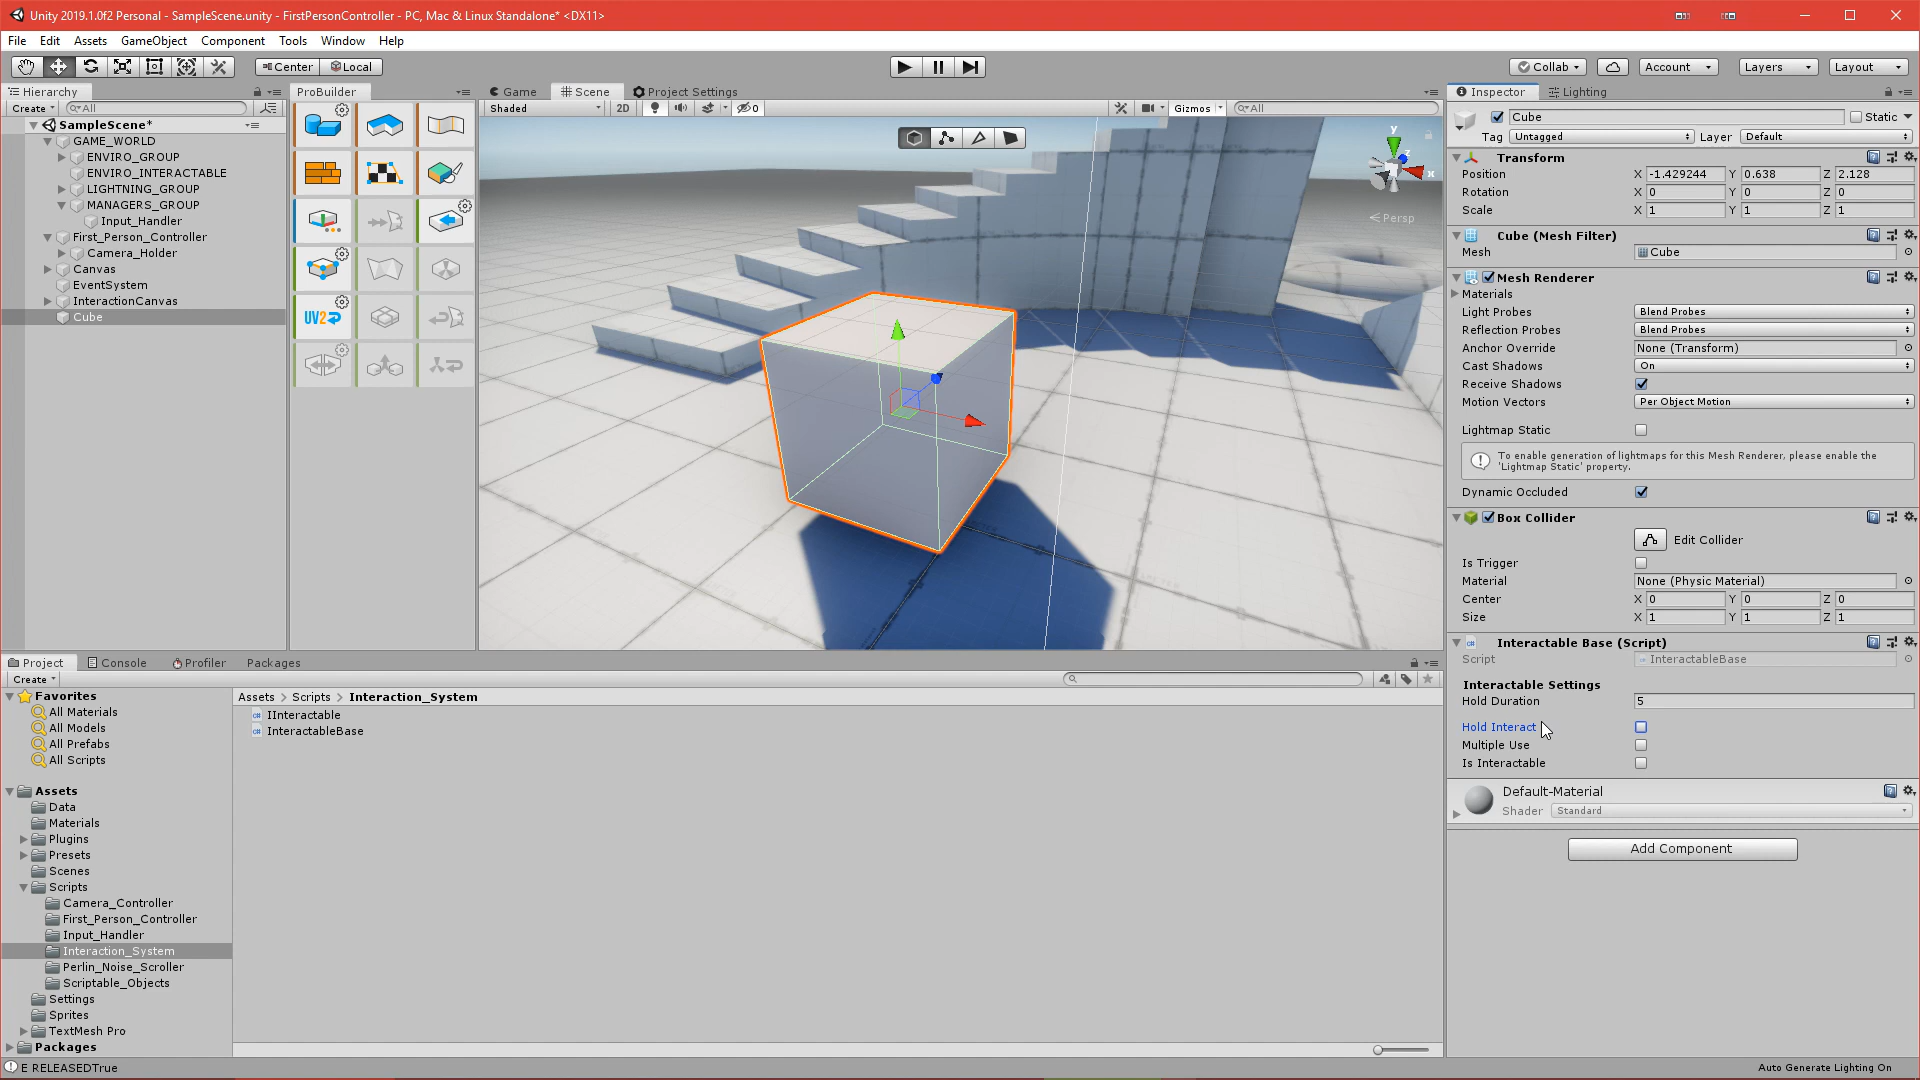 Unity 2019.1.0f2 Personal - SampleScene.unity - FirstPersonController - PC, Mac & Linux Standalone* <DX11>
File Edit Assets GameObject Component Tools Window Help
Center Local Collab Account Layers Layout
Hierarchy
Create All
SampleScene*
GAME_WORLD
ENVIRO_GROUP
ENVIRO_INTERACTABLE
LIGHTNING_GROUP
MANAGERS_GROUP
Input_Handler
First_Person_Controller
Camera_Holder
Canvas
EventSystem
InteractionCanvas
Cube
ProBuilder
UV2
Game Scene Project Settings
Shaded 2D 0 Gizmos All
y
z
x
Persp
Inspector Lighting
Cube Static
Tag Untagged Layer Default
Transform
Position X -1.429244 Y 0.638 Z 2.128
Rotation X 0 Y 0 Z 0
Scale X 1 Y 1 Z 1
Cube (Mesh Filter)
Mesh Cube
Mesh Renderer
Materials
Light Probes Blend Probes
Reflection Probes Blend Probes
Anchor Override None (Transform)
Cast Shadows On
Receive Shadows
Motion Vectors Per Object Motion
Lightmap Static
To enable generation of lightmaps for this Mesh Renderer, please enable the
'Lightmap Static' property.
Dynamic Occluded
Box Collider
Edit Collider
Is Trigger
Material None (Physic Material)
Center X 0 Y 0 Z 0
Size X 1 Y 1 Z 1
Interactable Base (Script)
Script InteractableBase
Interactable Settings
Hold Duration 5
Hold Interact
Multiple Use
Is Interactable
Default-Material
Shader Standard
Add Component
Project Console Profiler Packages
Create
Favorites
All Materials
All Models
All Prefabs
All Scripts
Assets
Data
Materials
Plugins
Presets
Scenes
Scripts
Camera_Controller
First_Person_Controller
Input_Handler
Interaction_System
Perlin_Noise_Scroller
Scriptable_Objects
Settings
Sprites
TextMesh Pro
Packages
Assets > Scripts > Interaction_System
IInteractable
InteractableBase
E RELEASEDTrue
Auto Generate Lighting On